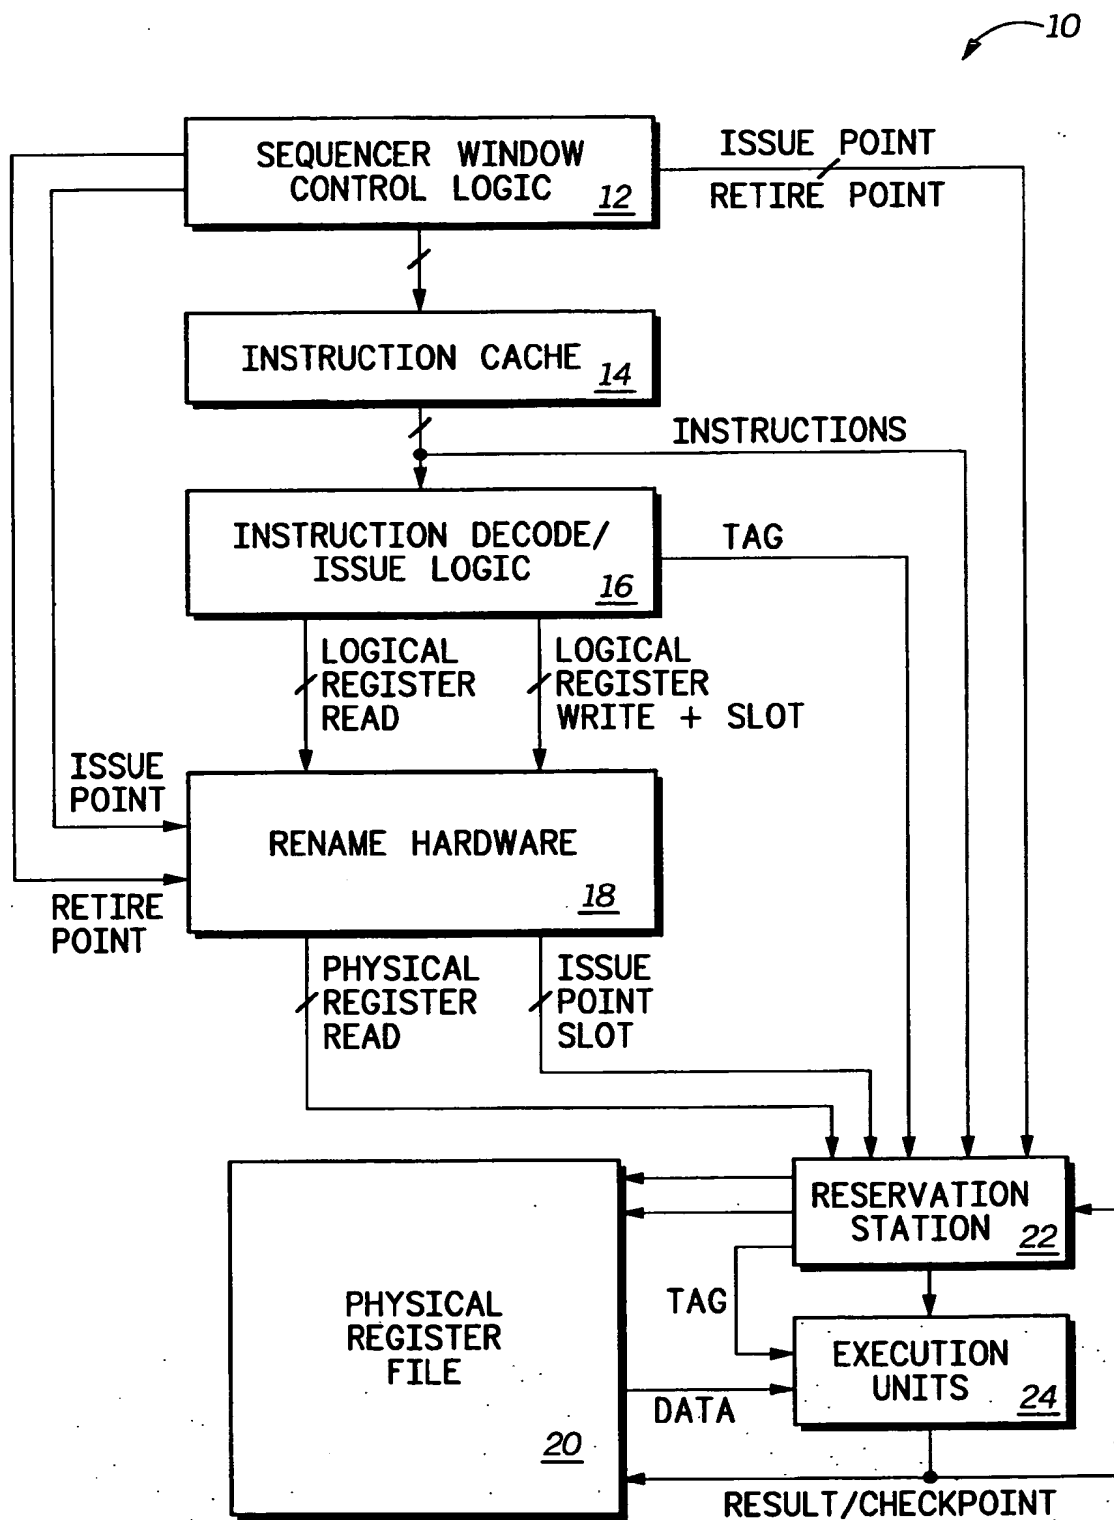 10
SEQUENCER WINDOW
CONTROL LOGIC
12
ISSUE POINT
RETIRE POINT
INSTRUCTION CACHE
14
INSTRUCTIONS
INSTRUCTION DECODE/
ISSUE LOGIC
16
TAG
LOGICAL
REGISTER
READ
LOGICAL
REGISTER
WRITE + SLOT
ISSUE
POINT
RENAME HARDWARE
18
RETIRE
POINT
PHYSICAL
REGISTER
READ
ISSUE
POINT
SLOT
RESERVATION
STATION
22
TAG
PHYSICAL
REGISTER
FILE
20
EXECUTION
UNITS
24
DATA
RESULT/CHECKPOINT